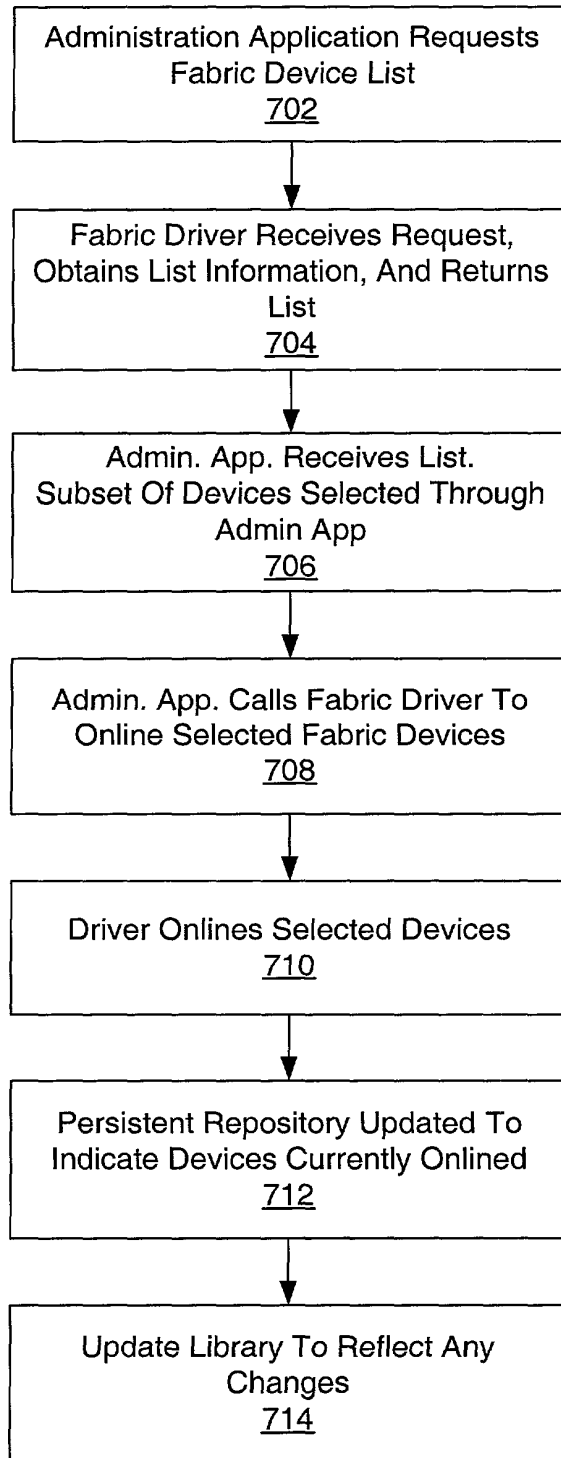 Administration Application Requests
Fabric Device List
702
Fabric Driver Receives Request,
Obtains List Information, And Returns
List
704
Admin. App. Receives List.
Subset Of Devices Selected Through
Admin App
706
Admin. App. Calls Fabric Driver To
Online Selected Fabric Devices
708
Driver Onlines Selected Devices
710
Persistent Repository Updated To
Indicate Devices Currently Onlined
712
Update Library To Reflect Any
Changes
714